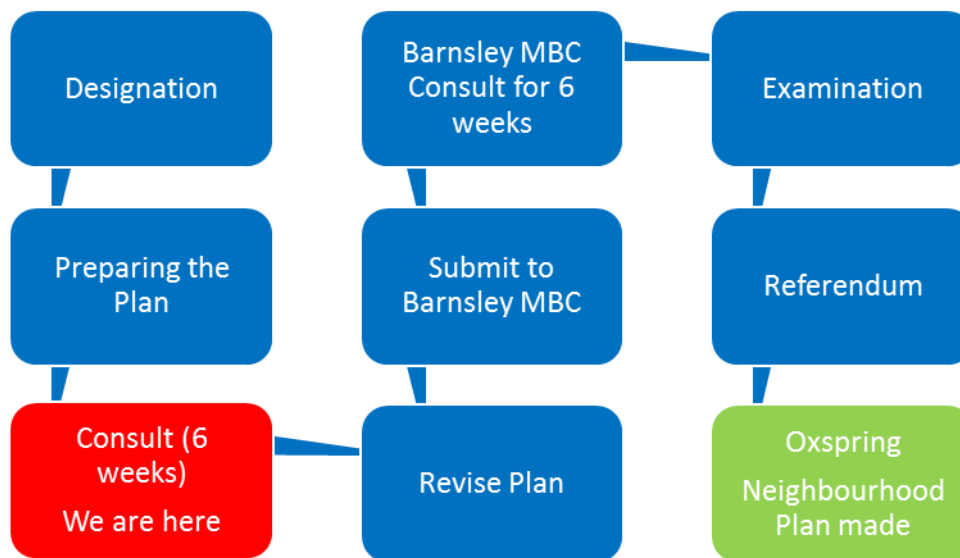 Designation
Preparing the
Plan
Consult (6
weeks)
We are here
Revise Plan
Submit to
Barnsley MBC
Barnsley MBC
Consult for 6
weeks
Examination
Referendum
Oxspring
Neighbourhood
Plan made